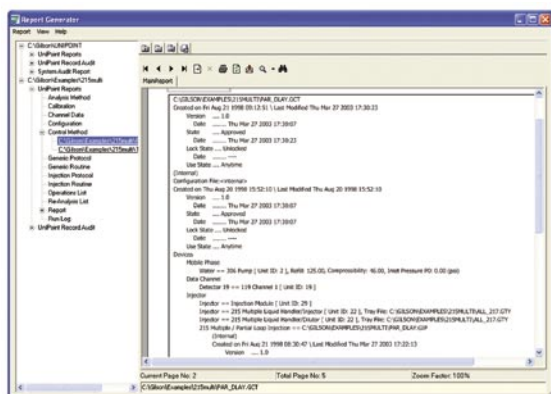 Report Generater
Report View Help
C:\Gilson\UNIPOINT
UniPoint Reports
UniPoint Record Audit
System Audit Report
C:\Gilson\Examples\215multi
UniPoint Reports
Analysis Method
Calibration
Channel Data
Configuration
Control Method
C:\Gilson\Examples\215multi\
C:\Gilson\Examples\215multi\1
Generic Protocol
Generic Routine
Injection Protocol
Injection Routine
Operations List
Re-Analysis List
Report
Run Log
UniPoint Record Audit
MainReport
C:\GILSON\EXAMPLES\215MULTI\PAR_DLAY.GCT
Created on Fri Aug 21 1998 09:12:51 \ Last Modified Thu Mar 27 2003 17:30:23
Version .... 1.0
Date ..... Thu Mar 27 2003 17:30:07
State ..... Approved
Date ..... Thu Mar 27 2003 17:30:23
Lock State .... Unlocked
Date ..... ----
Use State .... Anytime
(Internal)
Configuration File:<internal>
Created on Thu Aug 20 1998 15:52:10 \ Last Modified Thu Aug 20 1998 15:52:10
Version .... 1.0
Date ..... Thu Mar 27 2003 17:30:07
State ..... Approved
Date ..... Thu Mar 27 2003 17:30:07
Lock State .... Unlocked
Date ..... ----
Use State .... Anytime
Devices
Mobile Phase
Water == 306 Pump [ Unit ID: 2 ], Refill 125.00, Compressibility: 46.00, Inlet Pressure PO: 0.00 (psi)
Data Channel
Detector 19 == 119 Channel 1 [ Unit ID: 19 ]
Injector
Injector == Injection Module [ Unit ID: 29 ]
Injector == 215 Multiple Liquid Handler/Injector [ Unit ID: 22 ], Tray File: C:\GILSON\EXAMPLES\215MULTI\ALL_217.GTY
Injector == 215 Multiple Liquid Handler/Dilutor [ Unit ID: 22 ], Tray File: C:\GILSON\EXAMPLES\215MULTI\ALL_217.GTY
215 Multiple / Partial Loop Injection == C:\GILSON\EXAMPLES\215MULTI\PAR_DLAY.GUP
(Internal)
Created on Fri Aug 21 1998 08:30:47 \ Last Modified Thu Mar 27 2003 17:22:13
Version .... 1.0
Current Page No: 2 Total Page No: 5 Zoom Factor: 100%
C:\Gilson\Examples\215multi\PAR_DLAY.GCT